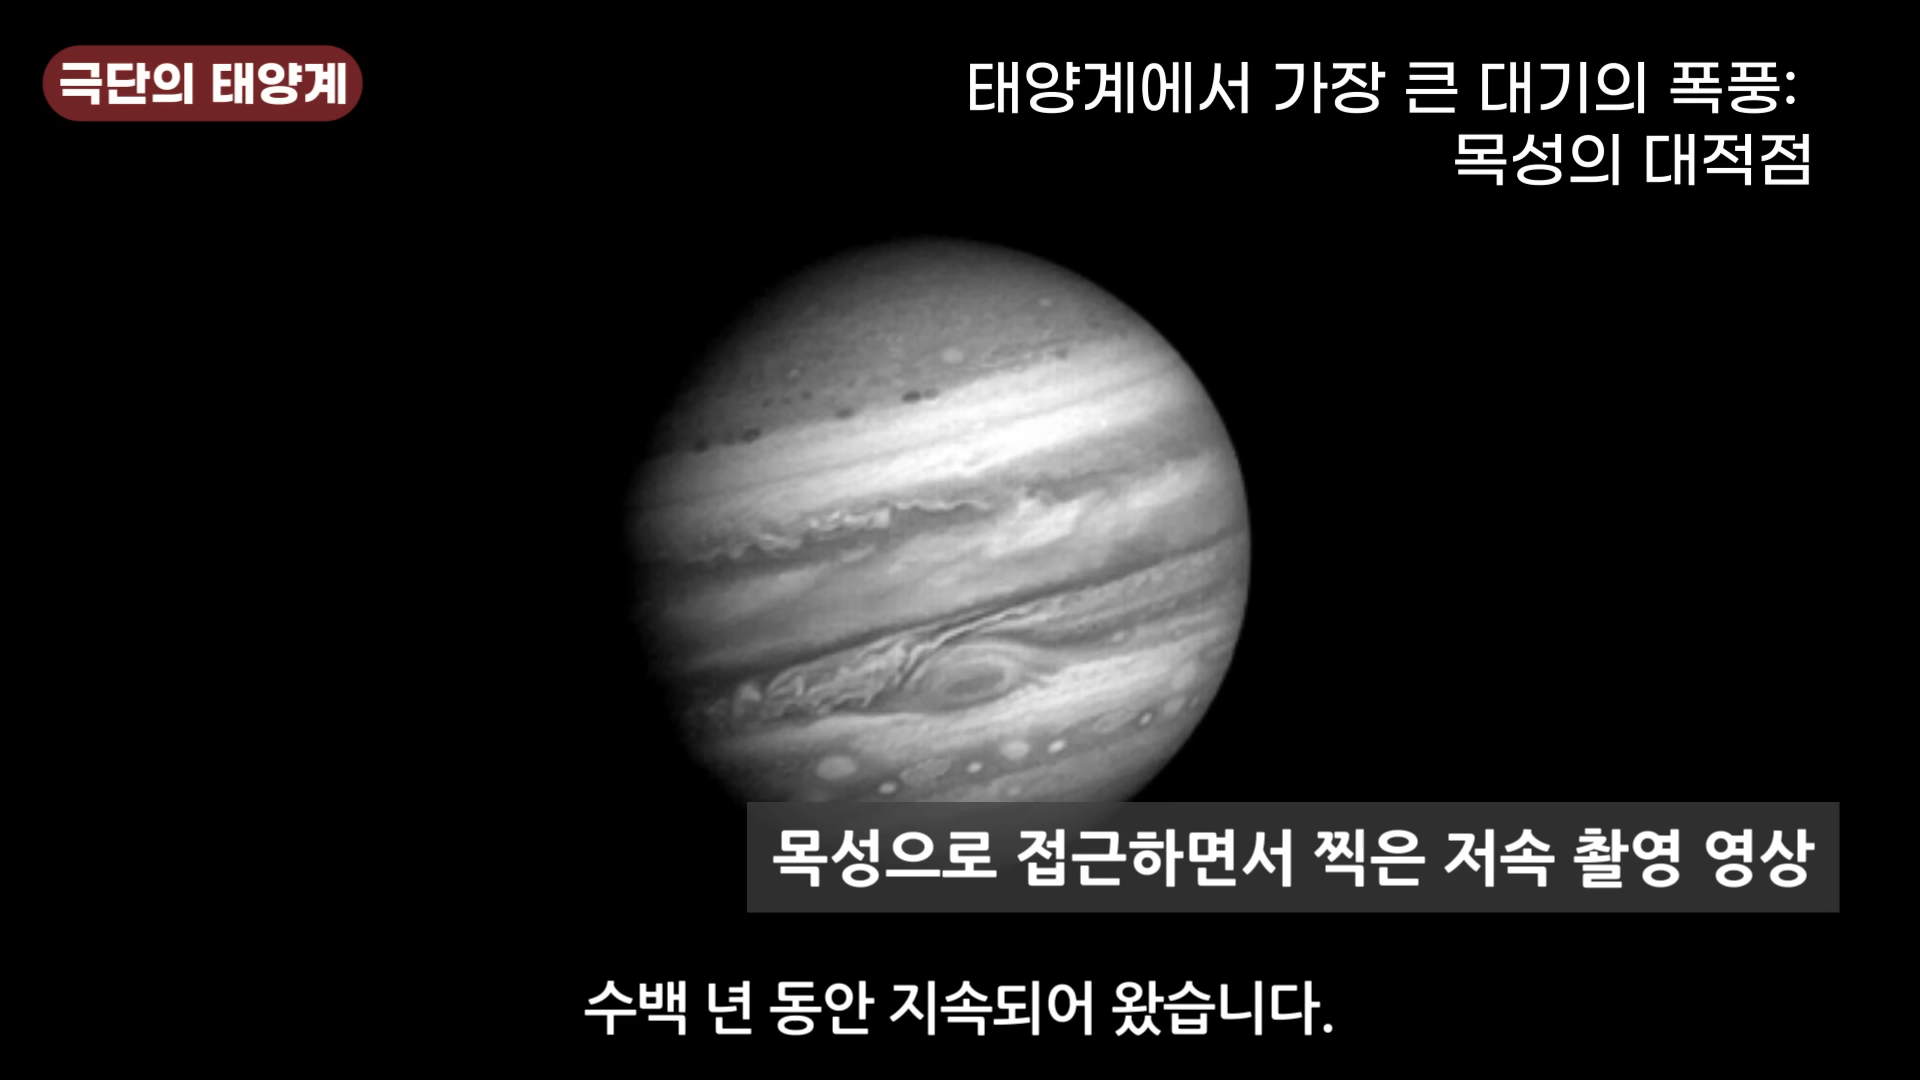 극단의 태양계
태양계에서 가장 큰 대기의 폭풍:
목성의 대적점
목성으로 접근하면서 찍은 저속 촬영 영상
수백 년 동안 지속되어 왔습니다.